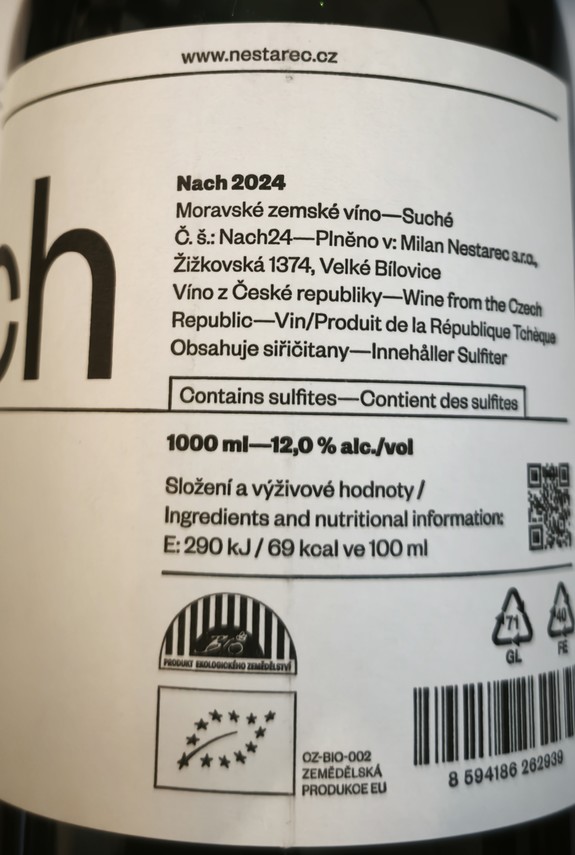 www.nestarec.cz
ch
Nach 2024
Moravské zemské víno—Suché
Č. š.: Nach24—Plněno v: Milan Nestarec s.r.o.,
Žižkovská 1374, Velké Bílovice
Víno z České republiky—Wine from the Czech
Republic—Vin/Produit de la République Tchèque
Obsahuje siřičitany—Innehåller Sulfiter
Contains sulfites—Contient des sulfites
1000 ml—12,0 % alc./vol
Složení a výživové hodnoty /
Ingredients and nutritional information:
E: 290 kJ / 69 kcal ve 100 ml
BIO
PRODUKT EKOLOGICKÉHO ZEMĚDĚLSTVÍ
71
GL
40
FE
CZ-BIO-002
ZEMĚDĚLSKÁ
PRODUKCE EU
8 594186 262939